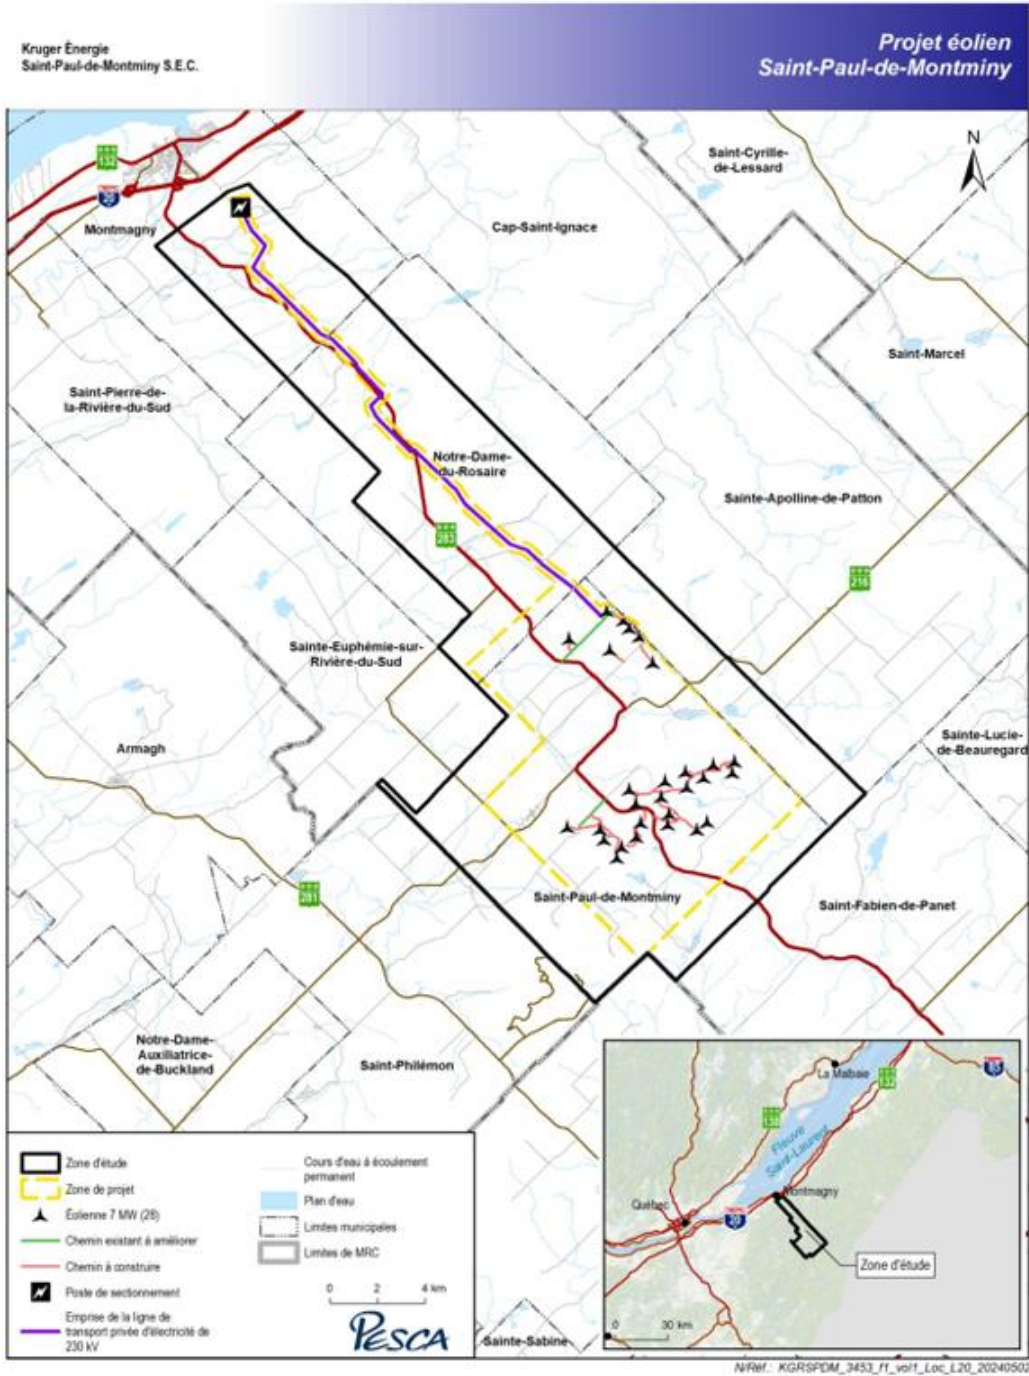 Kruger Énergie
Saint-Paul-de-Montminy S.E.C.
Projet éolien
Saint-Paul-de-Montminy
132
20
Montmagny
Saint-Cyrille-
de-Lessard
N
Cap-Saint-Ignace
Saint-Marcel
Saint-Pierre-de-
la-Rivière-du-Sud
Notre-Dame-
du-Rosaire
Sainte-Apolline-de-Patton
283
216
Sainte-Euphémie-sur-
Rivière-du-Sud
Armagh
Sainte-Lucie-
de-Beauregard
281
Saint-Paul-de-Montminy
Saint-Fabien-de-Panet
Notre-Dame-
Auxiliatrice-
de-Buckland
Saint-Philémon
Sainte-Sabine
La Malbaie
132
85
138
Fleuve
Saint-Laurent
Montmagny
Québec
20
Zone d'étude
0 30 km
Zone d'étude
Zone de projet
Éolienne 7 MW (28)
Chemin existant à améliorer
Chemin à construire
Poste de sectionnement
Emprise de la ligne de
transport privée d'électricité de
230 kV
Cours d'eau à écoulement
permanent
Plan d'eau
Limites municipales
Limites de MRC
0 2 4 km
PESCA
N/Réf.: KGRSPDM_3453_f1_vol1_Loc_L20_20240502